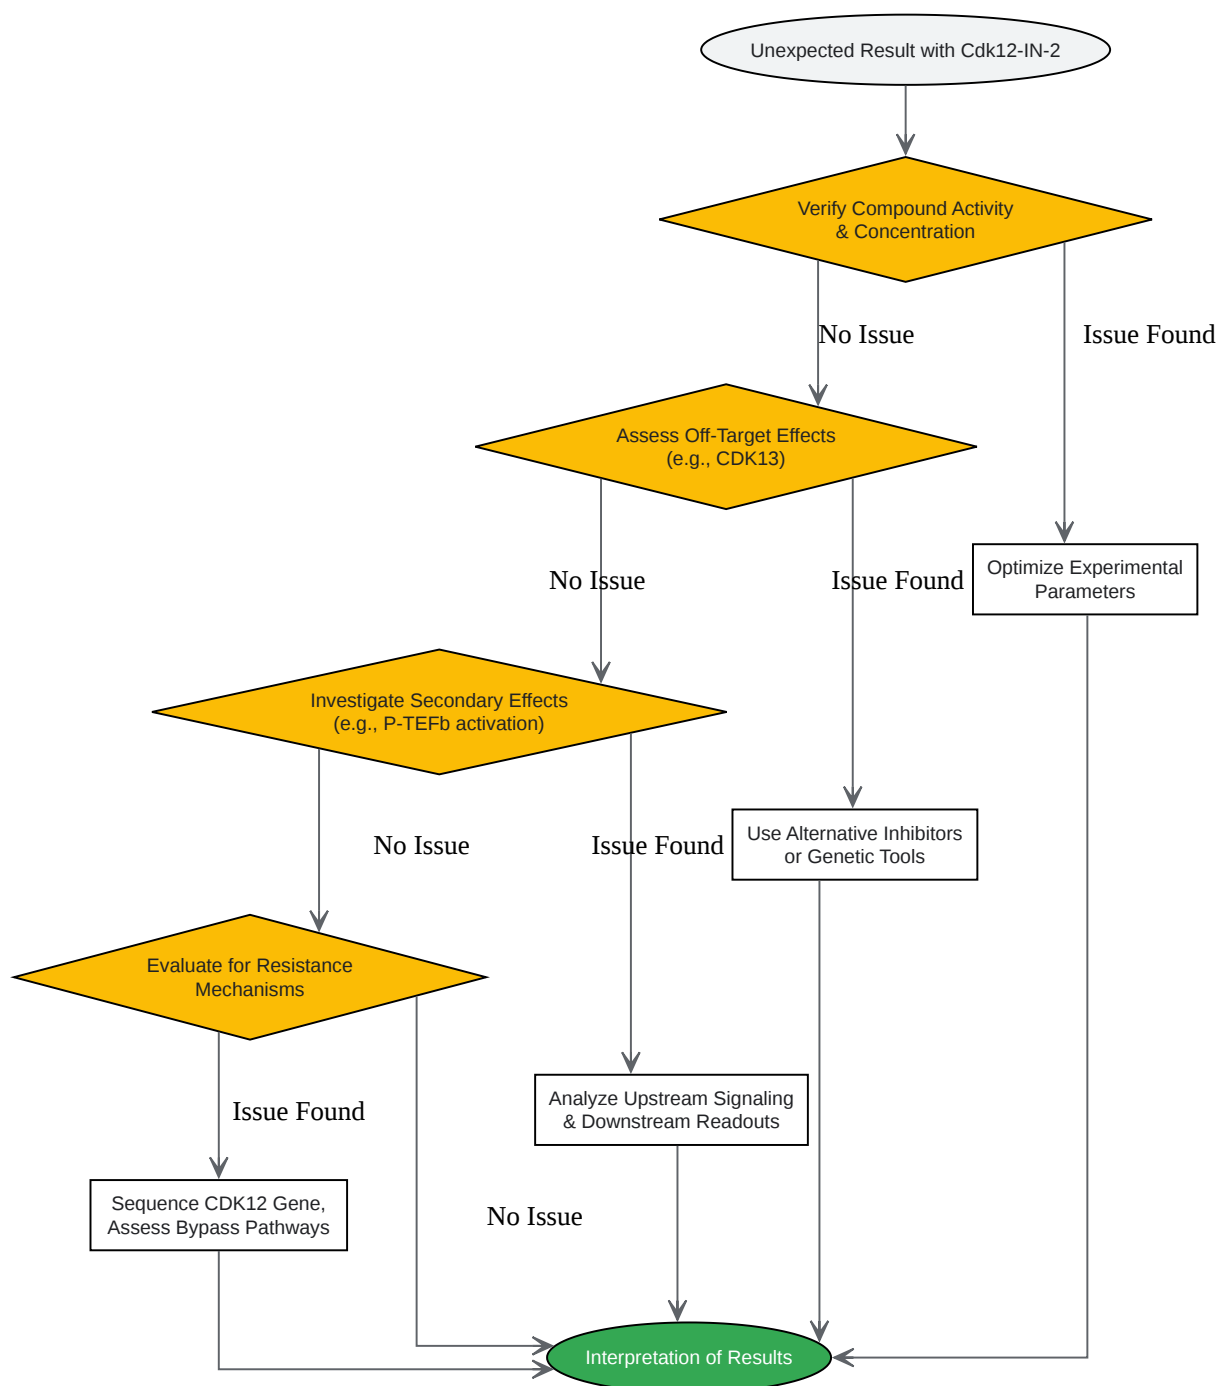 Unexpected Result with Cdk12-IN-2
Verify Compound Activity
& Concentration
No Issue
Issue Found
Assess Off-Target Effects
(e.g., CDK13)
Optimize Experimental
Parameters
No Issue
Issue Found
Investigate Secondary Effects
(e.g., P-TEFb activation)
Use Alternative Inhibitors
or Genetic Tools
No Issue
Issue Found
Evaluate for Resistance
Mechanisms
Analyze Upstream Signaling
& Downstream Readouts
Issue Found
Sequence CDK12 Gene,
Assess Bypass Pathways
No Issue
Interpretation of Results